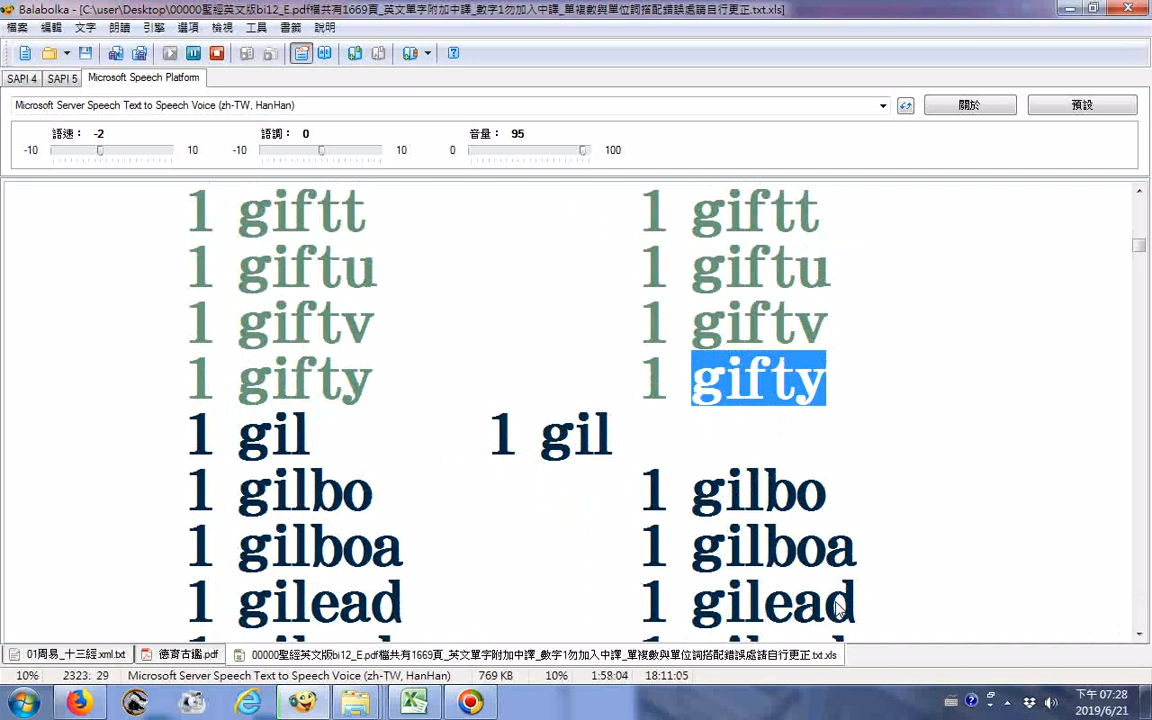 Balabolka - [C:\user\Desktop\00000聖經英文版bi12_E.pdf檔共有1669頁_英文單字附加中譯_數字1勿加入中譯_單複數與單位詞搭配錯誤處請自行更正.txt.xls]
檔案 編輯 文字 朗讀 引擎 選項 檢視 工具 書籤 說明
SAPI 4 SAPI 5 Microsoft Speech Platform
Microsoft Server Speech Text to Speech Voice (zh-TW, HanHan) 關於 預設
語速： -2 語調： 0 音量： 95
-10 10 -10 10 0 100
1 giftt 1 giftt
1 giftu 1 giftu
1 giftv 1 giftv
1 gifty 1 gifty
1 gil 1 gil
1 gilbo 1 gilbo
1 gilboa 1 gilboa
1 gilead 1 gilead
01周易_十三經.xml.txt 德育古鑑.pdf 00000聖經英文版bi12_E.pdf檔共有1669頁_英文單字附加中譯_數字1勿加入中譯_單複數與單位詞搭配錯誤處請自行更正.txt.xls
10% 2323: 29 Microsoft Server Speech Text to Speech Voice (zh-TW, HanHan) 769 KB 10% 1:58:04 18:11:05
下午 07:28
2019/6/21